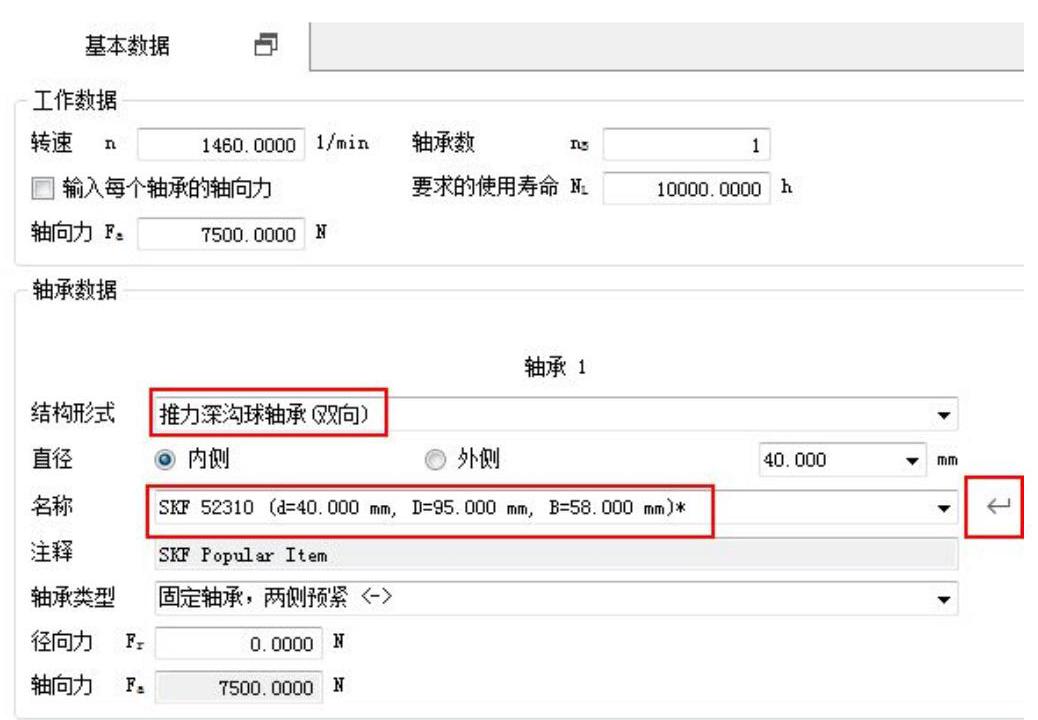 基本数据
工作数据
转速 n 1460.0000 1/min 轴承数 nB 1
输入每个轴承的轴向力 要求的使用寿命 NL 10000.0000 h
轴向力 Fa 7500.0000 N
轴承数据
轴承 1
结构形式 推力深沟球轴承(双向)
直径 内侧 外侧 40.000 mm
名称 SKF 52310 (d=40.000 mm, D=95.000 mm, B=58.000 mm)*
注释 SKF Popular Item
轴承类型 固定轴承，两侧预紧 <->
径向力 Fr 0.0000 N
轴向力 Fa 7500.0000 N